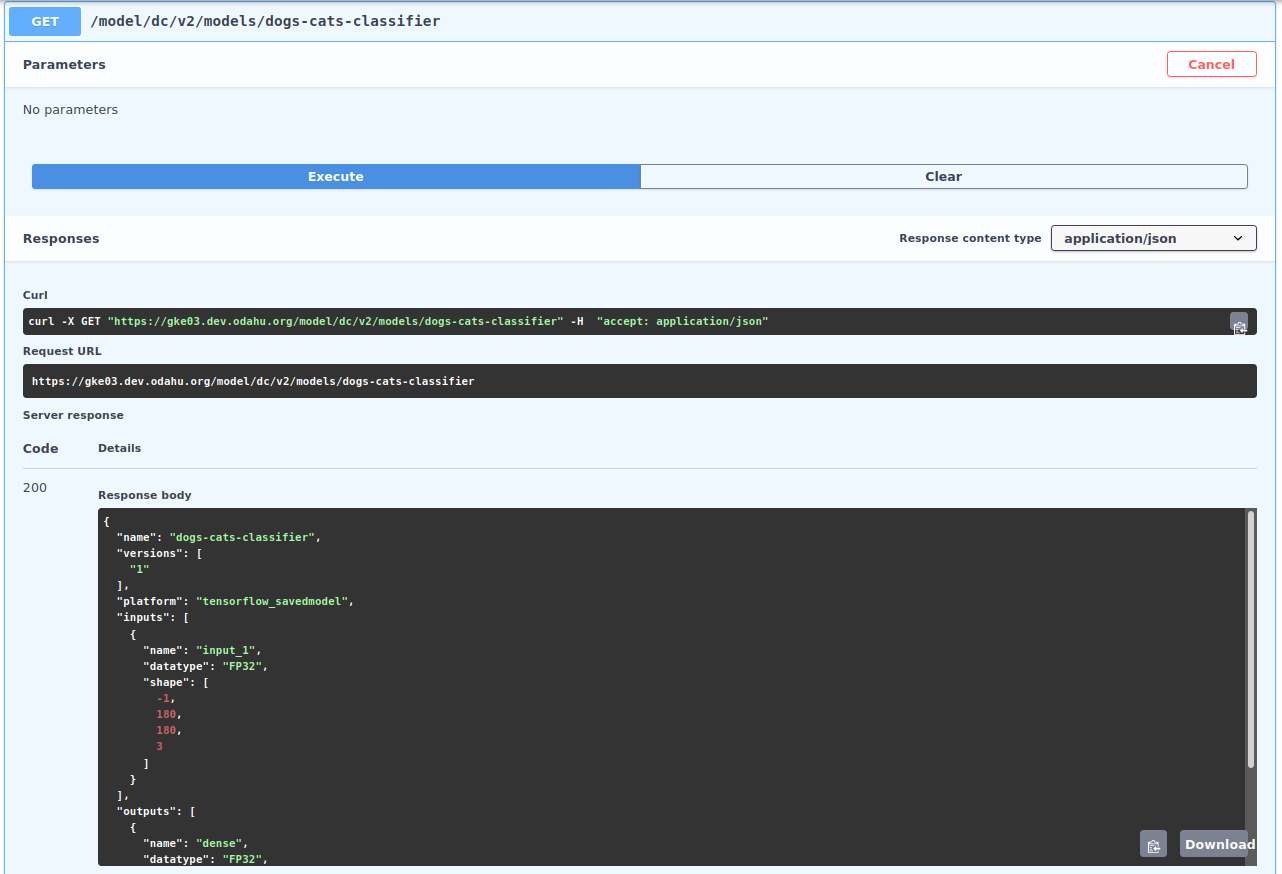 GET /model/dc/v2/models/dogs-cats-classifier
Parameters
Cancel
No parameters
Execute
Clear
Responses
Response content type
application/json
Curl
curl -X GET "https://gke03.dev.odahu.org/model/dc/v2/models/dogs-cats-classifier" -H  "accept: application/json"
Request URL
https://gke03.dev.odahu.org/model/dc/v2/models/dogs-cats-classifier
Server response
Code Details
200
Response body
{
  "name": "dogs-cats-classifier",
  "versions": [
    "1"
  ],
  "platform": "tensorflow_savedmodel",
  "inputs": [
    {
      "name": "input_1",
      "datatype": "FP32",
      "shape": [
        -1,
        180,
        180,
        3
      ]
    }
  ],
  "outputs": [
    {
      "name": "dense",
      "datatype": "FP32",
Download